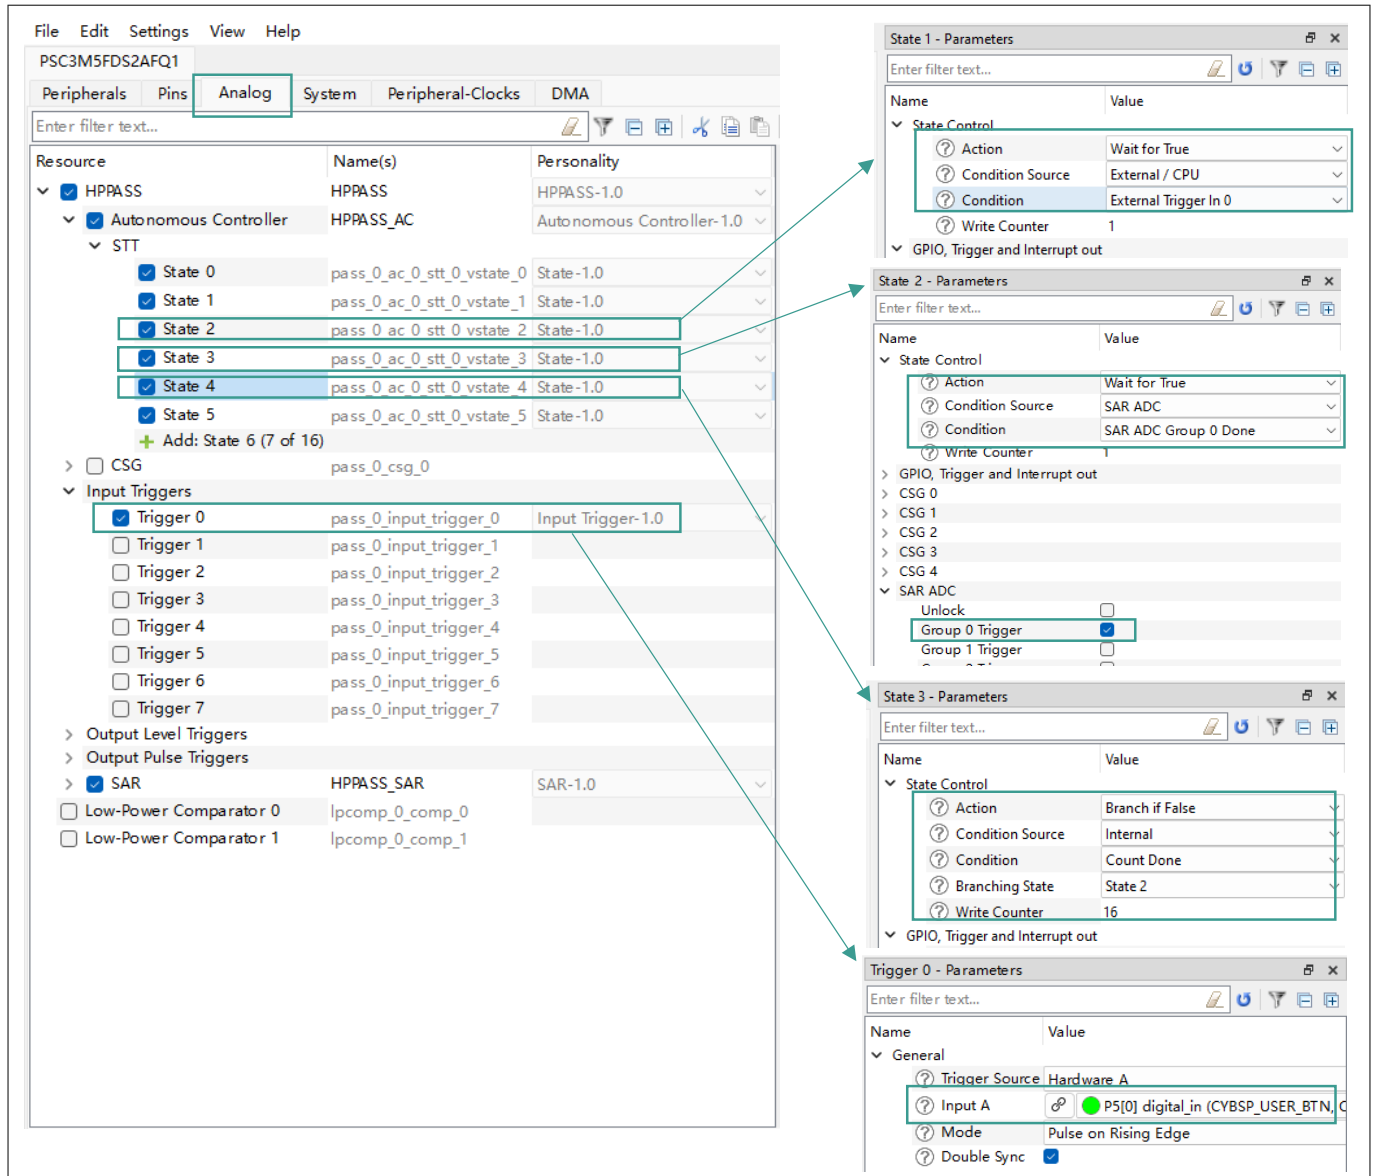 File Edit Settings View Help
PSC3M5FDS2AFQ1
Peripherals Pins Analog System Peripheral-Clocks DMA
Enter filter text...
Resource Name(s) Personality
HPPASS HPPASS HPPASS-1.0
Autonomous Controller HPPASS_AC Autonomous Controller-1.0
STT
State 0 pass_0_ac_0_stt_0_vstate_0 State-1.0
State 1 pass_0_ac_0_stt_0_vstate_1 State-1.0
State 2 pass_0_ac_0_stt_0_vstate_2 State-1.0
State 3 pass_0_ac_0_stt_0_vstate_3 State-1.0
State 4 pass_0_ac_0_stt_0_vstate_4 State-1.0
State 5 pass_0_ac_0_stt_0_vstate_5 State-1.0
Add: State 6 (7 of 16)
CSG pass_0_csg_0
Input Triggers
Trigger 0 pass_0_input_trigger_0 Input Trigger-1.0
Trigger 1 pass_0_input_trigger_1
Trigger 2 pass_0_input_trigger_2
Trigger 3 pass_0_input_trigger_3
Trigger 4 pass_0_input_trigger_4
Trigger 5 pass_0_input_trigger_5
Trigger 6 pass_0_input_trigger_6
Trigger 7 pass_0_input_trigger_7
Output Level Triggers
Output Pulse Triggers
SAR HPPASS_SAR SAR-1.0
Low-Power Comparator 0 lpcomp_0_comp_0
Low-Power Comparator 1 lpcomp_0_comp_1
State 1 - Parameters
Enter filter text...
Name Value
State Control
Action Wait for True
Condition Source External / CPU
Condition External Trigger In 0
Write Counter 1
GPIO, Trigger and Interrupt out
State 2 - Parameters
Enter filter text...
Name Value
State Control
Action Wait for True
Condition Source SAR ADC
Condition SAR ADC Group 0 Done
Write Counter 1
GPIO, Trigger and Interrupt out
CSG 0
CSG 1
CSG 2
CSG 3
CSG 4
SAR ADC
Unlock
Group 0 Trigger
Group 1 Trigger
State 3 - Parameters
Enter filter text...
Name Value
State Control
Action Branch if False
Condition Source Internal
Condition Count Done
Branching State State 2
Write Counter 16
GPIO, Trigger and Interrupt out
Trigger 0 - Parameters
Enter filter text...
Name Value
General
Trigger Source Hardware A
Input A P5[0] digital_in (CYBSP_USER_BTN,
Mode Pulse on Rising Edge
Double Sync